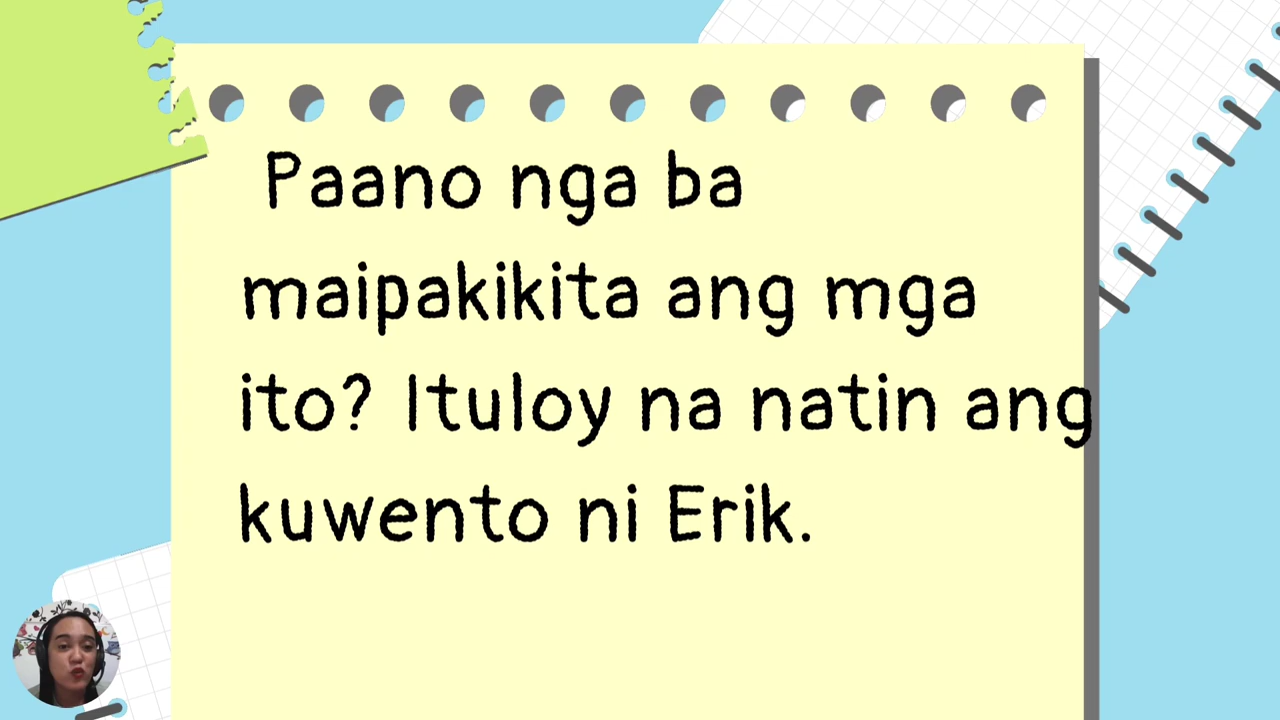 Paano nga ba
maipakikita ang mga
ito? Ituloy na natin ang
kuwento ni Erik.